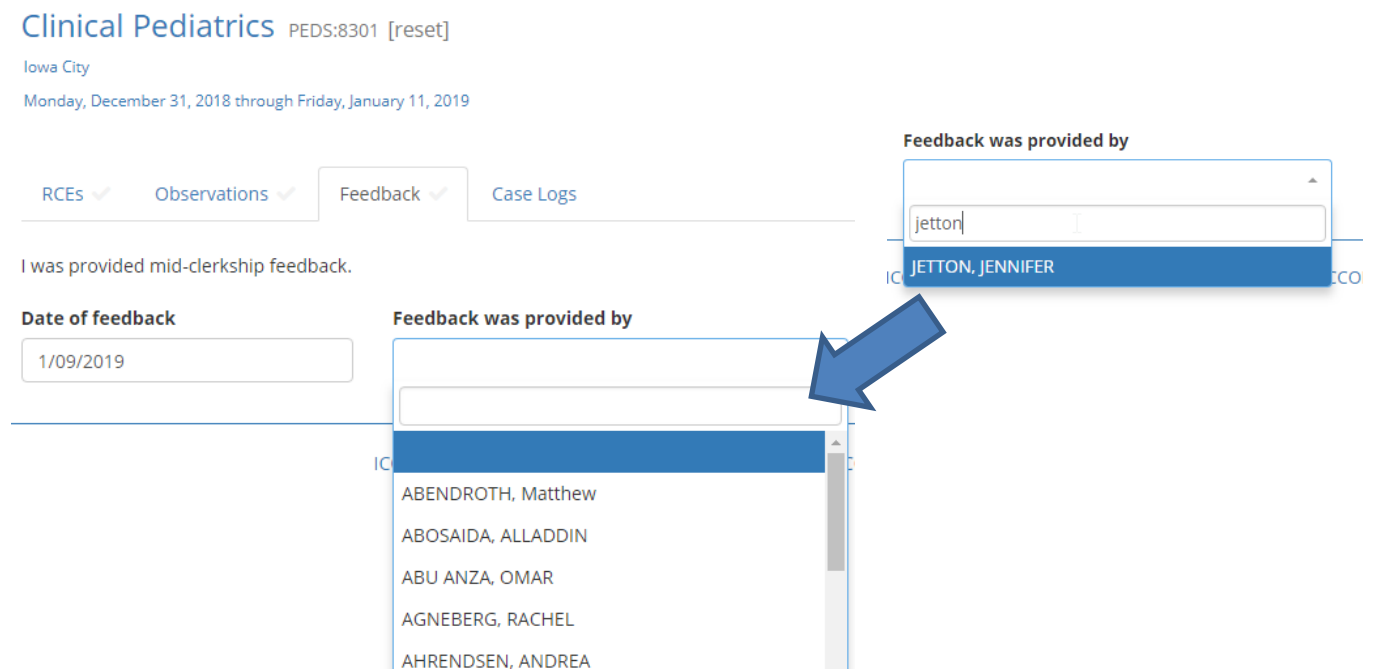 Clinical Pediatrics PEDS:8301 [reset]
Iowa City
Monday, December 31, 2018 through Friday, January 11, 2019
RCEs Observations Feedback Case Logs
I was provided mid-clerkship feedback.
Date of feedback
1/09/2019
Feedback was provided by
ABENDROTH, Matthew
ABOSAIDA, ALLADDIN
ABU ANZA, OMAR
AGNEBERG, RACHEL
AHRENDSEN, ANDREA
Feedback was provided by
jetton
JETTON, JENNIFER